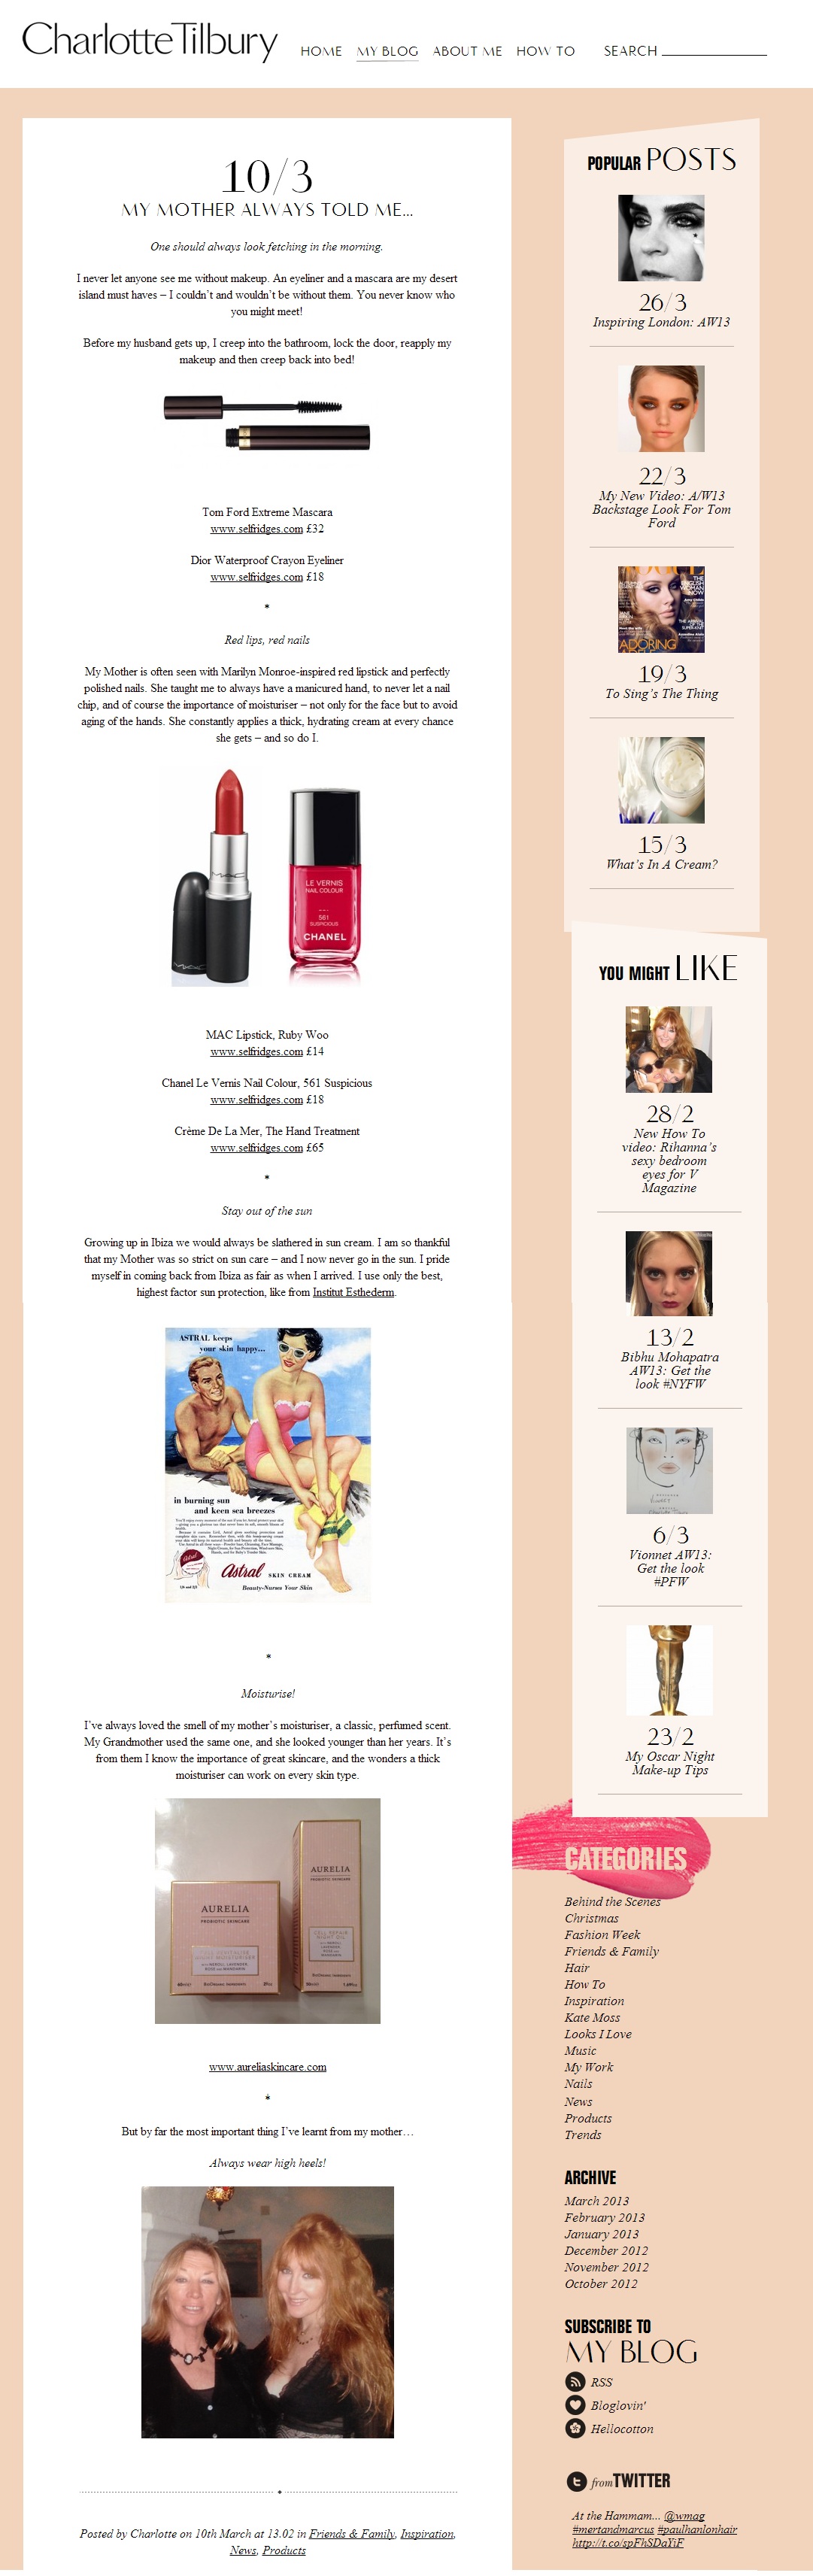 Charlotte Tilbury
HOME MY BLOG ABOUT ME HOW TO SEARCH
10/3
MY MOTHER ALWAYS TOLD ME...
One should always look fetching in the morning.
I never let anyone see me without makeup. An eyeliner and a mascara are my desert
island must haves – I couldn't and wouldn't be without them. You never know who
you might meet!
Before my husband gets up, I creep into the bathroom, lock the door, reapply my
makeup and then creep back into bed!
Tom Ford Extreme Mascara
www.selfridges.com £32
Dior Waterproof Crayon Eyeliner
www.selfridges.com £18
*
Red lips, red nails
My Mother is often seen with Marilyn Monroe-inspired red lipstick and perfectly
polished nails. She taught me to always have a manicured hand, to never let a nail
chip, and of course the importance of moisturiser – not only for the face but to avoid
aging of the hands. She constantly applies a thick, hydrating cream at every chance
she gets – and so do I.
MAC
LE VERNIS
NAIL COLOUR
561
SUSPICIOUS
CHANEL
MAC Lipstick, Ruby Woo
www.selfridges.com £14
Chanel Le Vernis Nail Colour, 561 Suspicious
www.selfridges.com £18
Crème De La Mer, The Hand Treatment
www.selfridges.com £65
*
Stay out of the sun
Growing up in Ibiza we would always be slathered in sun cream. I am so thankful
that my Mother was so strict on sun care – and I now never go in the sun. I pride
myself in coming back from Ibiza as fair as when I arrived. I use only the best,
highest factor sun protection, like from Institut Esthederm.
ASTRAL keeps
your skin happy...
in burning sun
and keen sea breezes
Astral SKIN CREAM
Beauty-Nurses Your Skin
*
Moisturise!
I've always loved the smell of my mother's moisturiser, a classic, perfumed scent.
My Grandmother used the same one, and she looked younger than her years. It's
from them I know the importance of great skincare, and the wonders a thick
moisturiser can work on every skin type.
AURELIA
PROBIOTIC SKINCARE
AURELIA
CELL REPAIR
NIGHT OIL
www.aureliaskincare.com
*
But by far the most important thing I've learnt from my mother…
Always wear high heels!
Posted by Charlotte on 10th March at 13.02 in Friends & Family, Inspiration,
News, Products
POPULAR POSTS
26/3
Inspiring London: AW13
22/3
My New Video: A/W13
Backstage Look For Tom
Ford
ADORING
19/3
To Sing's The Thing
15/3
What's In A Cream?
YOU MIGHT LIKE
28/2
New How To
video: Rihanna's
sexy bedroom
eyes for V
Magazine
13/2
Bibhu Mohapatra
AW13: Get the
look #NYFW
6/3
Vionnet AW13:
Get the look
#PFW
23/2
My Oscar Night
Make-up Tips
CATEGORIES
Behind the Scenes
Christmas
Fashion Week
Friends & Family
Hair
How To
Inspiration
Kate Moss
Looks I Love
Music
My Work
Nails
News
Products
Trends
ARCHIVE
March 2013
February 2013
January 2013
December 2012
November 2012
October 2012
SUBSCRIBE TO
MY BLOG
RSS
Bloglovin'
Hellocotton
from TWITTER
At the Hammam... @wmag
#mertandmarcus #paulhanlonhair
http://t.co/spFhSDaYiF